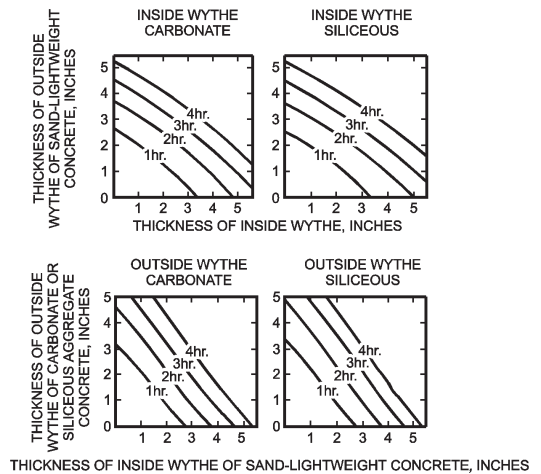 INSIDE WYTHE
CARBONATE
INSIDE WYTHE
SILICEOUS
THICKNESS OF OUTSIDE
WYTHE OF SAND-LIGHTWEIGHT
CONCRETE, INCHES
5
4
3
2
1
0
4hr.
3hr.
2hr.
1hr.
1 2 3 4 5
5
4
3
2
1
0
4hr.
3hr.
2hr.
1hr.
1 2 3 4 5
THICKNESS OF INSIDE WYTHE, INCHES
OUTSIDE WYTHE
CARBONATE
OUTSIDE WYTHE
SILICEOUS
THICKNESS OF OUTSIDE
WYTHE OF CARBONATE OR
SILICEOUS AGGREGATE
CONCRETE, INCHES
5
4
3
2
1
0
4hr.
3hr.
2hr.
1hr.
1 2 3 4 5
5
4
3
2
1
0
4hr.
3hr.
2hr.
1hr.
1 2 3 4 5
THICKNESS OF INSIDE WYTHE OF SAND-LIGHTWEIGHT CONCRETE, INCHES